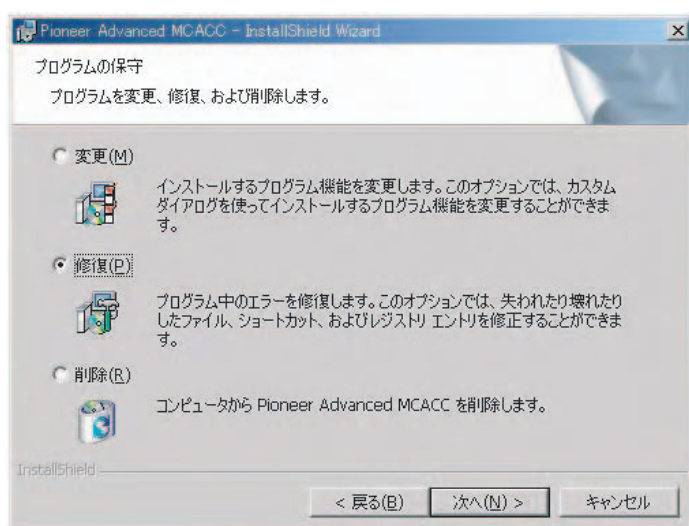 Pioneer Advanced MCACC - InstallShield Wizard
プログラムの保守
プログラムを変更、修復、および削除します。
変更(M)
インストールするプログラム機能を変更します。このオプションでは、カスタム
ダイアログを使ってインストールするプログラム機能を変更することができま
す。
修復(P)
プログラム中のエラーを修復します。このオプションでは、失われたり壊れたり
したファイル、ショートカット、およびレジストリ エントリを修正することができま
す。
削除(R)
コンピュータから Pioneer Advanced MCACC を削除します。
InstallShield
< 戻る(B) 次へ(N) > キャンセル